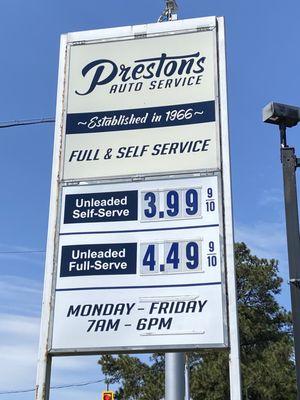 Prestons
AUTO SERVICE
~Established in 1966~
FULL & SELF SERVICE
Unleaded
Self-Serve
3.99 9/10
Unleaded
Full-Serve
4.49 9/10
MONDAY - FRIDAY
7AM - 6PM